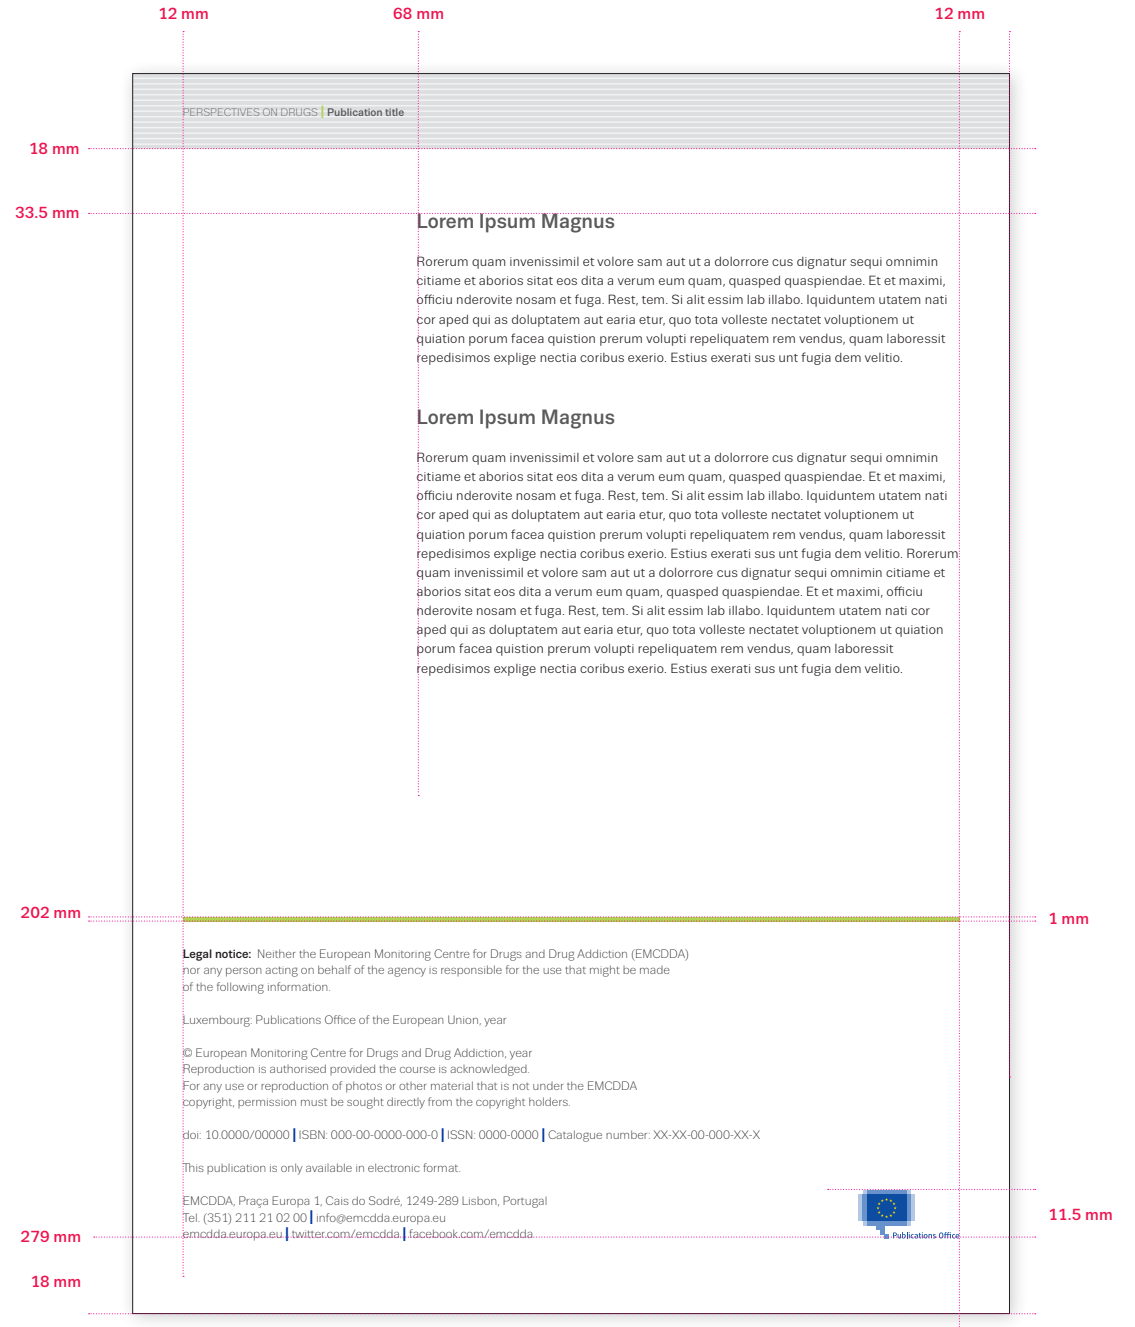 12 mm 68 mm 12 mm
PERSPECTIVES ON DRUGS | Publication title
18 mm
33.5 mm
Lorem Ipsum Magnus
Rorerum quam invenissimil et volore sam aut ut a dolorrore cus dignatur sequi omnimin
citiame et aborios sitat eos dita a verum eum quam, quasped quaspiendae. Et et maximi,
officiu nderovite nosam et fuga. Rest, tem. Si alit essim lab illabo. Iquiduntem utatem nati
cor aped qui as doluptatem aut earia etur, quo tota volleste nectatet voluptionem ut
quiation porum facea quistion prerum volupti repeliquatem rem vendus, quam laboressit
repedisimos explige nectia coribus exerio. Estius exerati sus unt fugia dem velitio.
Lorem Ipsum Magnus
Rorerum quam invenissimil et volore sam aut ut a dolorrore cus dignatur sequi omnimin
citiame et aborios sitat eos dita a verum eum quam, quasped quaspiendae. Et et maximi,
officiu nderovite nosam et fuga. Rest, tem. Si alit essim lab illabo. Iquiduntem utatem nati
cor aped qui as doluptatem aut earia etur, quo tota volleste nectatet voluptionem ut
quiation porum facea quistion prerum volupti repeliquatem rem vendus, quam laboressit
repedisimos explige nectia coribus exerio. Estius exerati sus unt fugia dem velitio. Rorerum
quam invenissimil et volore sam aut ut a dolorrore cus dignatur sequi omnimin citiame et
aborios sitat eos dita a verum eum quam, quasped quaspiendae. Et et maximi, officiu
nderovite nosam et fuga. Rest, tem. Si alit essim lab illabo. Iquiduntem utatem nati cor
aped qui as doluptatem aut earia etur, quo tota volleste nectatet voluptionem ut quiation
porum facea quistion prerum volupti repeliquatem rem vendus, quam laboressit
repedisimos explige nectia coribus exerio. Estius exerati sus unt fugia dem velitio.
202 mm
1 mm
Legal notice: Neither the European Monitoring Centre for Drugs and Drug Addiction (EMCDDA)
nor any person acting on behalf of the agency is responsible for the use that might be made
of the following information.
Luxembourg: Publications Office of the European Union, year
© European Monitoring Centre for Drugs and Drug Addiction, year
Reproduction is authorised provided the course is acknowledged.
For any use or reproduction of photos or other material that is not under the EMCDDA
copyright, permission must be sought directly from the copyright holders.
doi: 10.0000/00000 | ISBN: 000-00-0000-000-0 | ISSN: 0000-0000 | Catalogue number: XX-XX-00-000-XX-X
This publication is only available in electronic format.
EMCDDA, Praça Europa 1, Cais do Sodré, 1249-289 Lisbon, Portugal
Tel. (351) 211 21 02 00 | info@emcdda.europa.eu
emcdda.europa.eu | twitter.com/emcdda | facebook.com/emcdda
Publications Office
11.5 mm
279 mm
18 mm